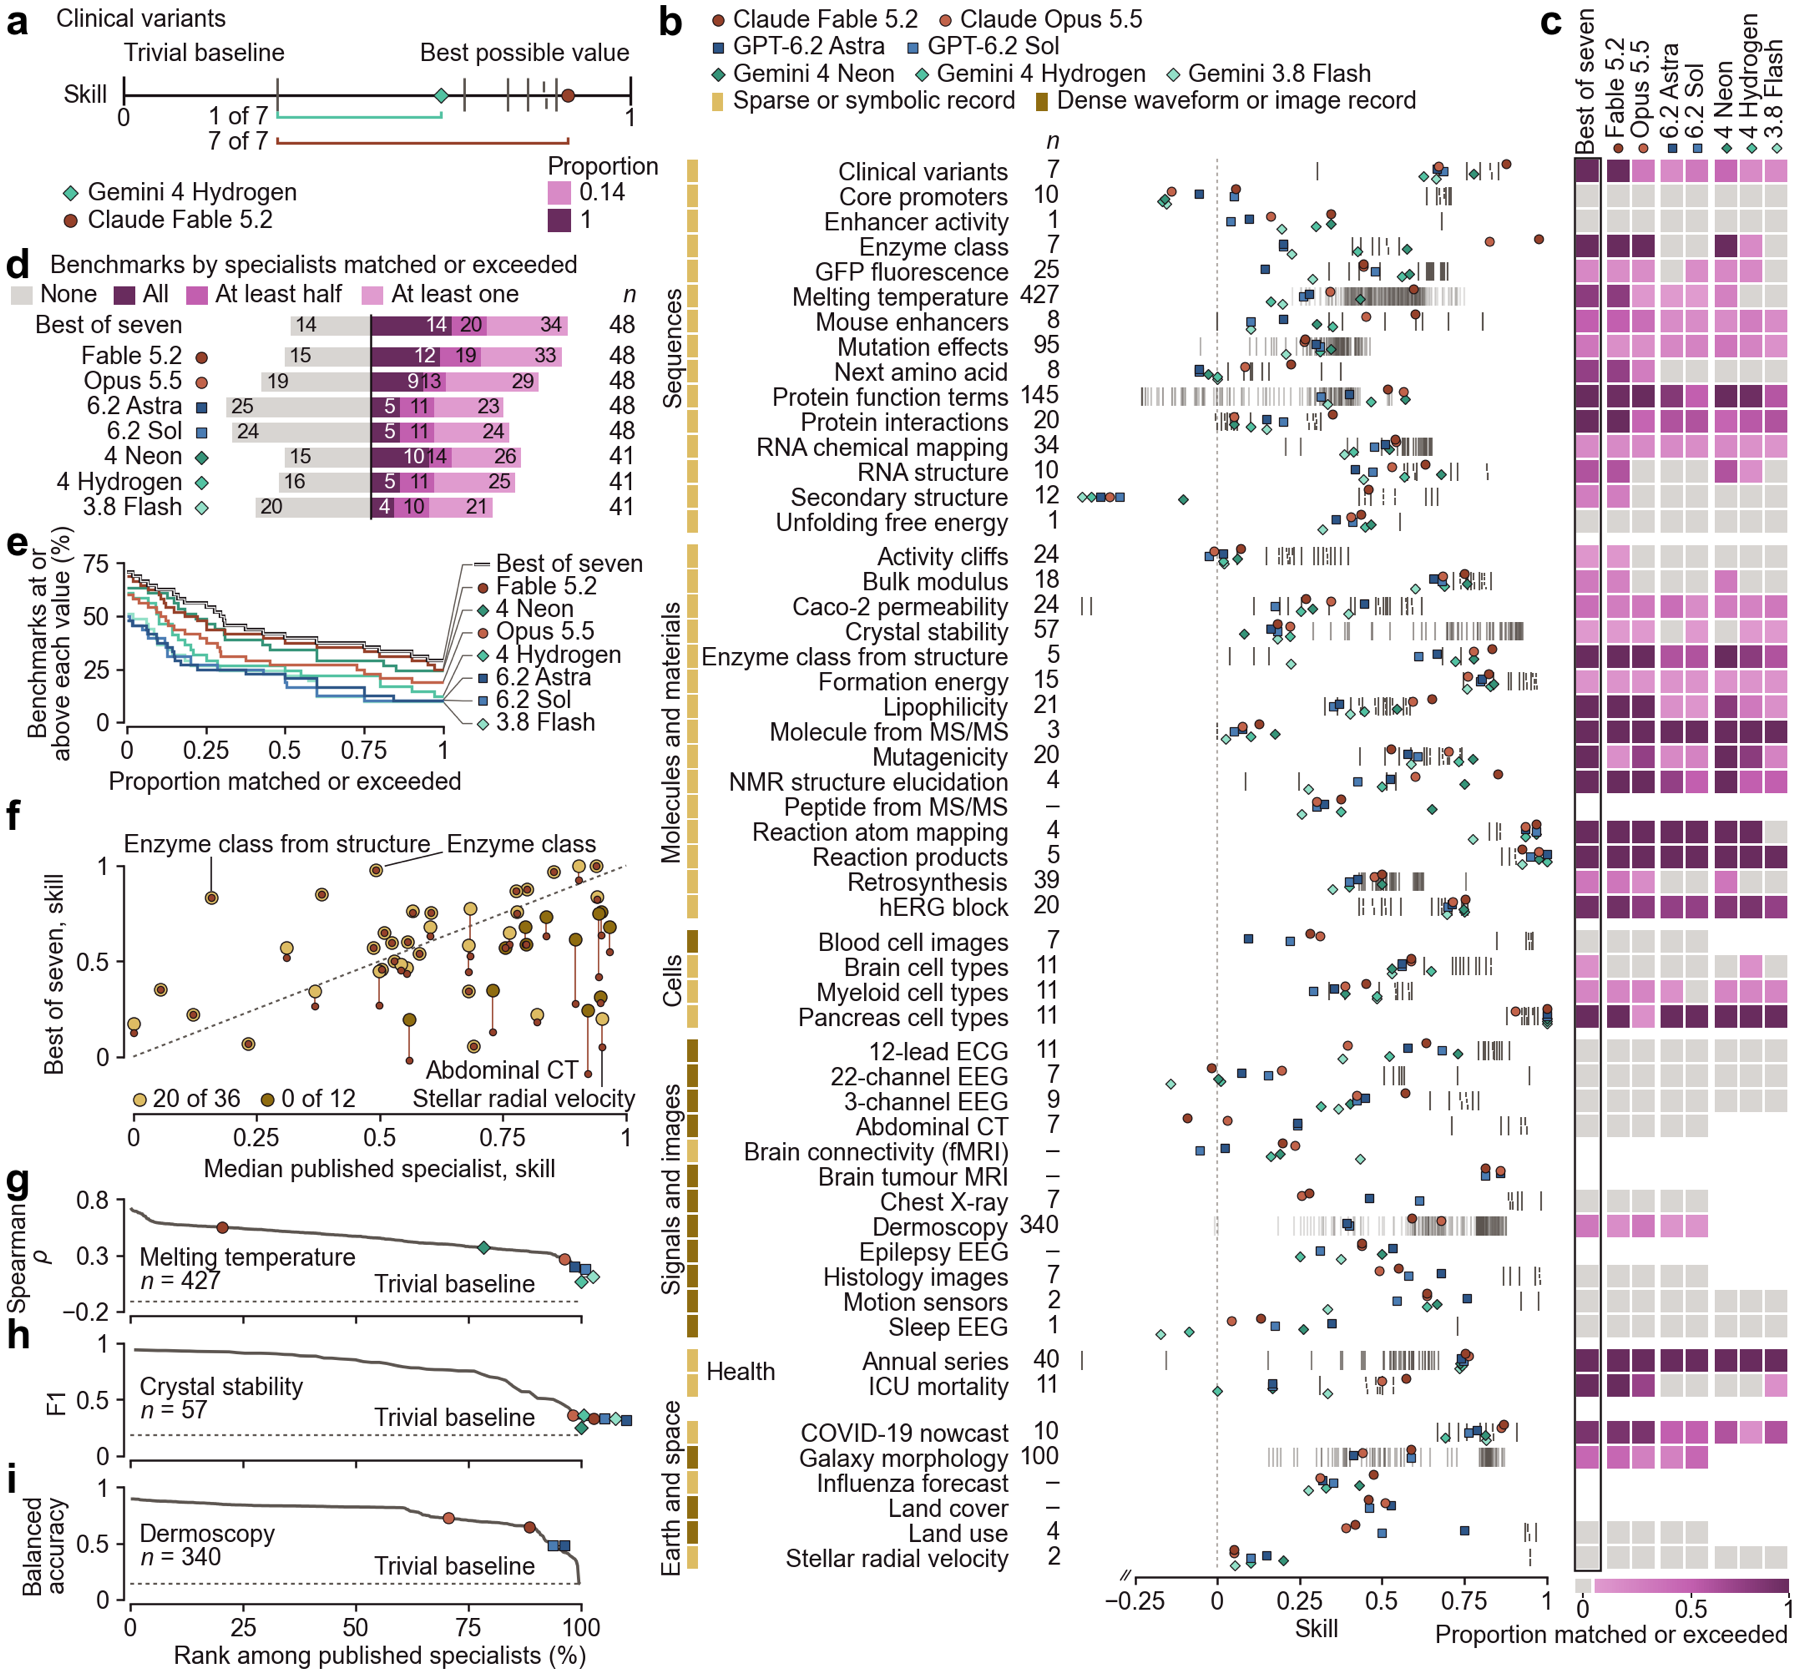 a
Clinical variants
Trivial baseline
Best possible value
Skill
0
1
1 of 7
7 of 7
Gemini 4 Hydrogen
Claude Fable 5.2
Proportion
0.14
1
d
Benchmarks by specialists matched or exceeded
None
All
At least half
At least one
n
Best of seven 14 14 20 34 48
Fable 5.2 15 12 19 33 48
Opus 5.5 19 9 13 29 48
6.2 Astra 25 5 11 23 48
6.2 Sol 24 5 11 24 48
4 Neon 15 10 14 26 41
4 Hydrogen 16 5 11 25 41
3.8 Flash 20 4 10 21 41
e
Benchmarks at or
above each value (%)
75
50
25
0
0 0.25 0.5 0.75 1
Proportion matched or exceeded
Best of seven
Fable 5.2
4 Neon
Opus 5.5
4 Hydrogen
6.2 Astra
6.2 Sol
3.8 Flash
f
Enzyme class from structure
Enzyme class
Best of seven, skill
1
0.5
0
Abdominal CT
Stellar radial velocity
20 of 36
0 of 12
0 0.25 0.5 0.75 1
Median published specialist, skill
g
Spearman
ρ
0.8
0.3
−0.2
Melting temperature
n = 427
Trivial baseline
h
F1
1
0.5
0
Crystal stability
n = 57
Trivial baseline
i
Balanced
accuracy
1
0.5
0
Dermoscopy
n = 340
Trivial baseline
0 25 50 75 100
Rank among published specialists (%)
b
Claude Fable 5.2
Claude Opus 5.5
GPT-6.2 Astra
GPT-6.2 Sol
Gemini 4 Neon
Gemini 4 Hydrogen
Gemini 3.8 Flash
Sparse or symbolic record
Dense waveform or image record
n
Sequences
Clinical variants 7
Core promoters 10
Enhancer activity 1
Enzyme class 7
GFP fluorescence 25
Melting temperature 427
Mouse enhancers 8
Mutation effects 95
Next amino acid 8
Protein function terms 145
Protein interactions 20
RNA chemical mapping 34
RNA structure 10
Secondary structure 12
Unfolding free energy 1
Molecules and materials
Activity cliffs 24
Bulk modulus 18
Caco-2 permeability 24
Crystal stability 57
Enzyme class from structure 5
Formation energy 15
Lipophilicity 21
Molecule from MS/MS 3
Mutagenicity 20
NMR structure elucidation 4
Peptide from MS/MS –
Reaction atom mapping 4
Reaction products 5
Retrosynthesis 39
hERG block 20
Cells
Blood cell images 7
Brain cell types 11
Myeloid cell types 11
Pancreas cell types 11
Signals and images
12-lead ECG 11
22-channel EEG 7
3-channel EEG 9
Abdominal CT 7
Brain connectivity (fMRI) –
Brain tumour MRI –
Chest X-ray 7
Dermoscopy 340
Epilepsy EEG –
Histology images 7
Motion sensors 2
Sleep EEG 1
Health
Annual series 40
ICU mortality 11
Earth and space
COVID-19 nowcast 10
Galaxy morphology 100
Influenza forecast –
Land cover –
Land use 4
Stellar radial velocity 2
−0.25 0 0.25 0.5 0.75 1
Skill
c
Best of seven
Fable 5.2
Opus 5.5
6.2 Astra
6.2 Sol
4 Neon
4 Hydrogen
3.8 Flash
0 0.5 1
Proportion matched or exceeded